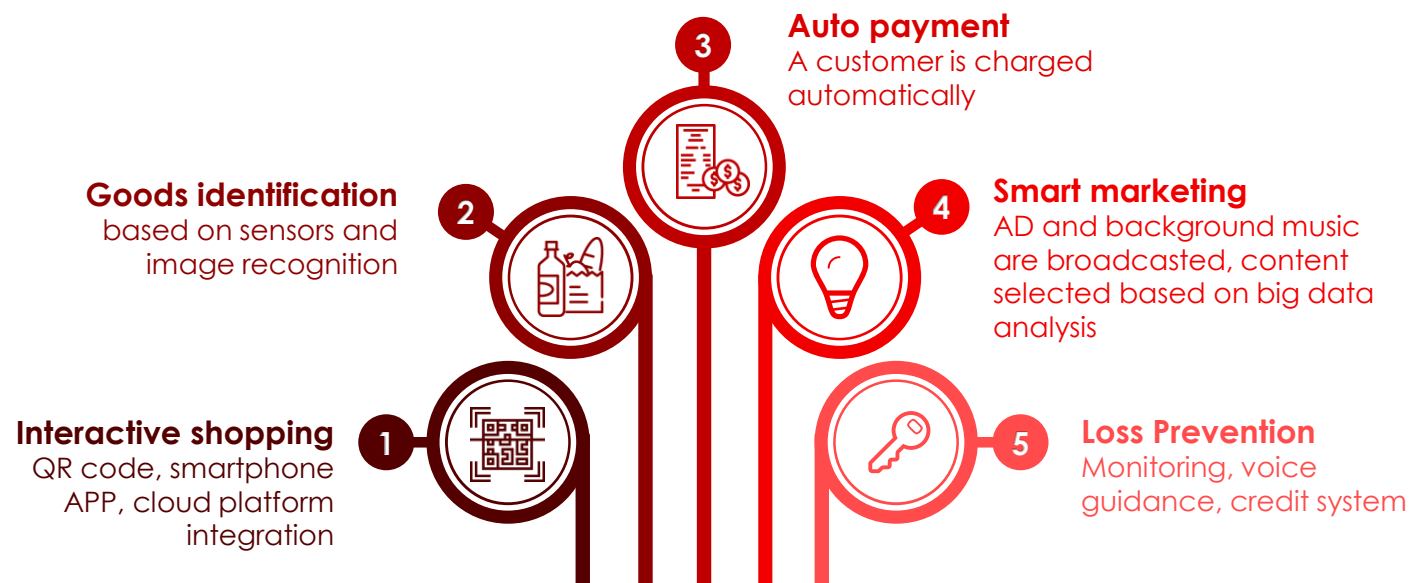 1
Interactive shopping
QR code, smartphone
APP, cloud platform
integration
2
Goods identification
based on sensors and
image recognition
3
Auto payment
A customer is charged
automatically
4
Smart marketing
AD and background music
are broadcasted, content
selected based on big data
analysis
5
Loss Prevention
Monitoring, voice
guidance, credit system